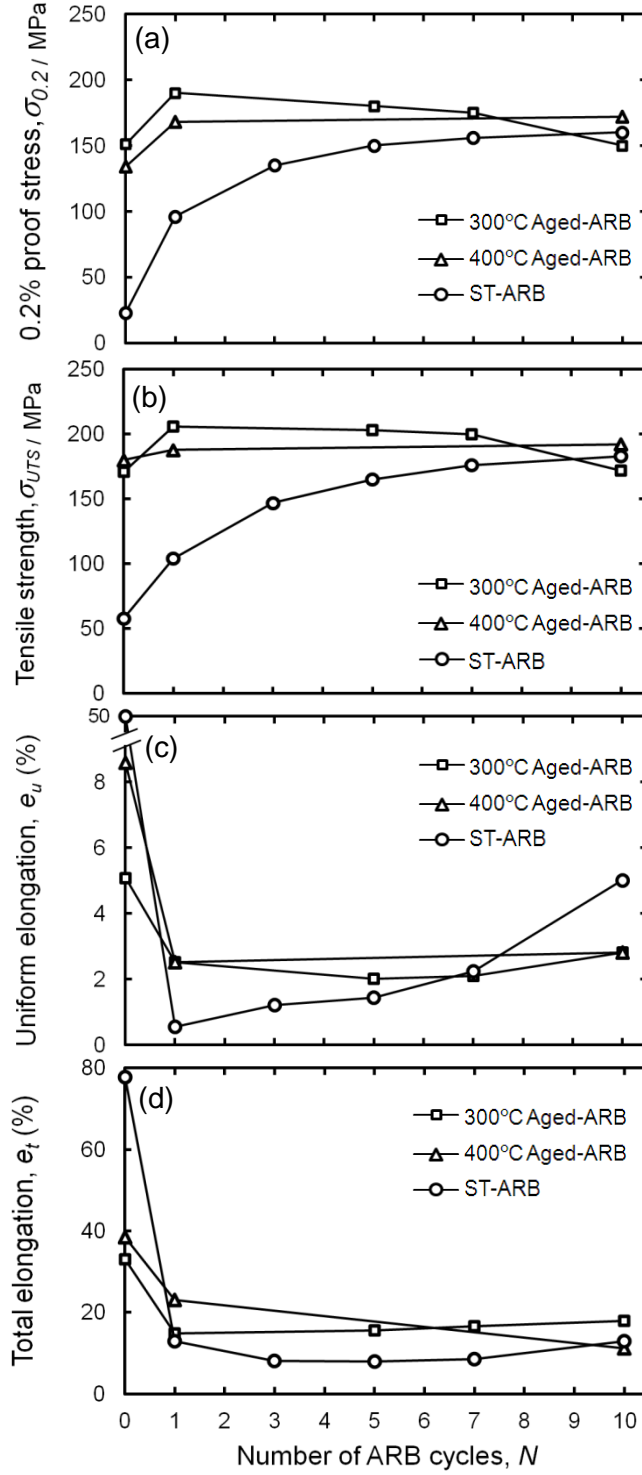 (a)
0.2% proof stress, σ0.2 / MPa
250
200
150
100
50
0
300°C Aged-ARB
400°C Aged-ARB
ST-ARB
(b)
Tensile strength, σUTS / MPa
250
200
150
100
50
0
300°C Aged-ARB
400°C Aged-ARB
ST-ARB
(c)
Uniform elongation, eu (%)
50
8
6
4
2
0
300°C Aged-ARB
400°C Aged-ARB
ST-ARB
(d)
Total elongation, et (%)
80
60
40
20
0
300°C Aged-ARB
400°C Aged-ARB
ST-ARB
0 1 2 3 4 5 6 7 8 9 10
Number of ARB cycles, N